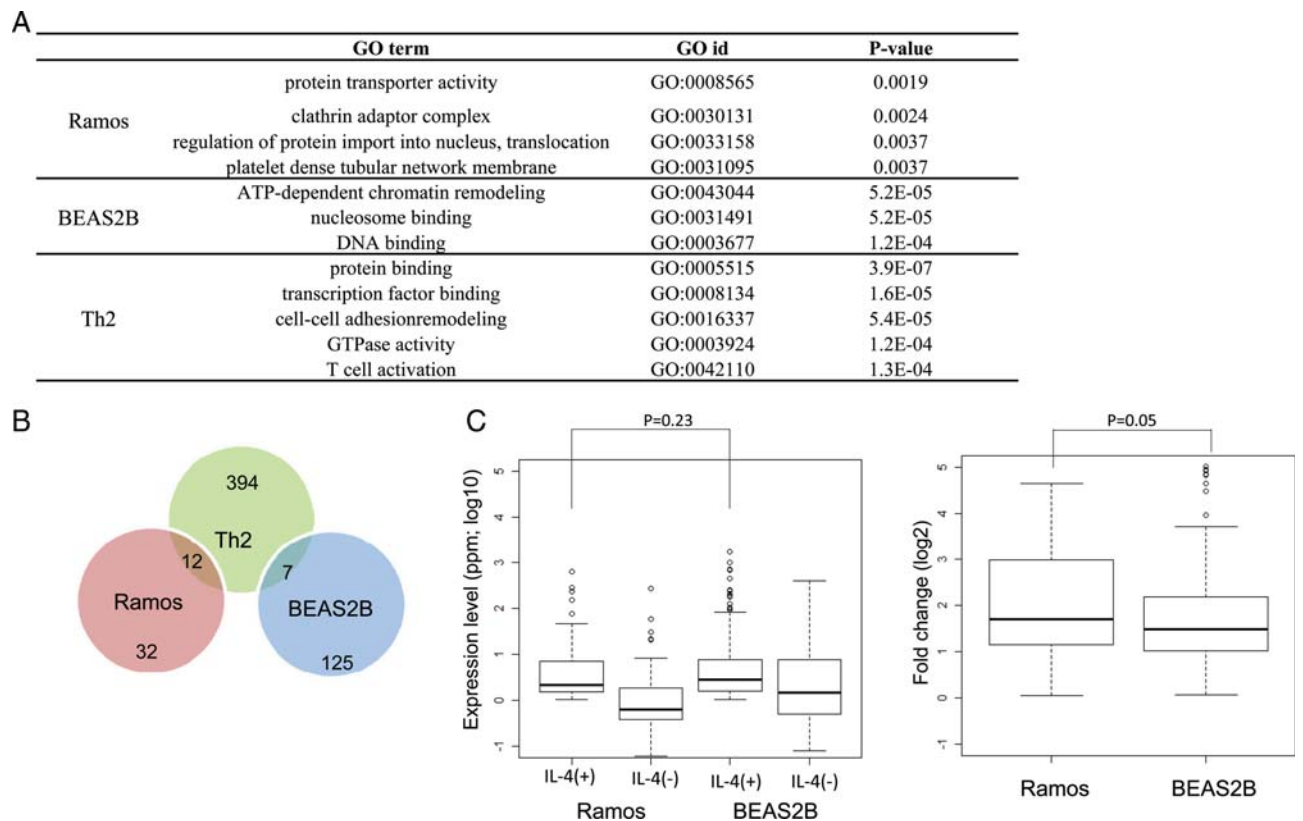 A
GO term GO id P-value
protein transporter activity GO:0008565 0.0019
Ramos
clathrin adaptor complex GO:0030131 0.0024
regulation of protein import into nucleus, translocation GO:0033158 0.0037
platelet dense tubular network membrane GO:0031095 0.0037
ATP-dependent chromatin remodeling GO:0043044 5.2E-05
BEAS2B nucleosome binding GO:0031491 5.2E-05
DNA binding GO:0003677 1.2E-04
protein binding GO:0005515 3.9E-07
transcription factor binding GO:0008134 1.6E-05
Th2 cell-cell adhesionremodeling GO:0016337 5.4E-05
GTPase activity GO:0003924 1.2E-04
T cell activation GO:0042110 1.3E-04
B
394
Th2
12
7
Ramos
BEAS2B
32
125
C
P=0.23
Expression level (ppm; log10)
5
4
3
2
1
0
-1
IL-4(+) IL-4(-) IL-4(+) IL-4(-)
Ramos BEAS2B
P=0.05
Fold change (log2)
5
4
3
2
1
0
-1
Ramos BEAS2B